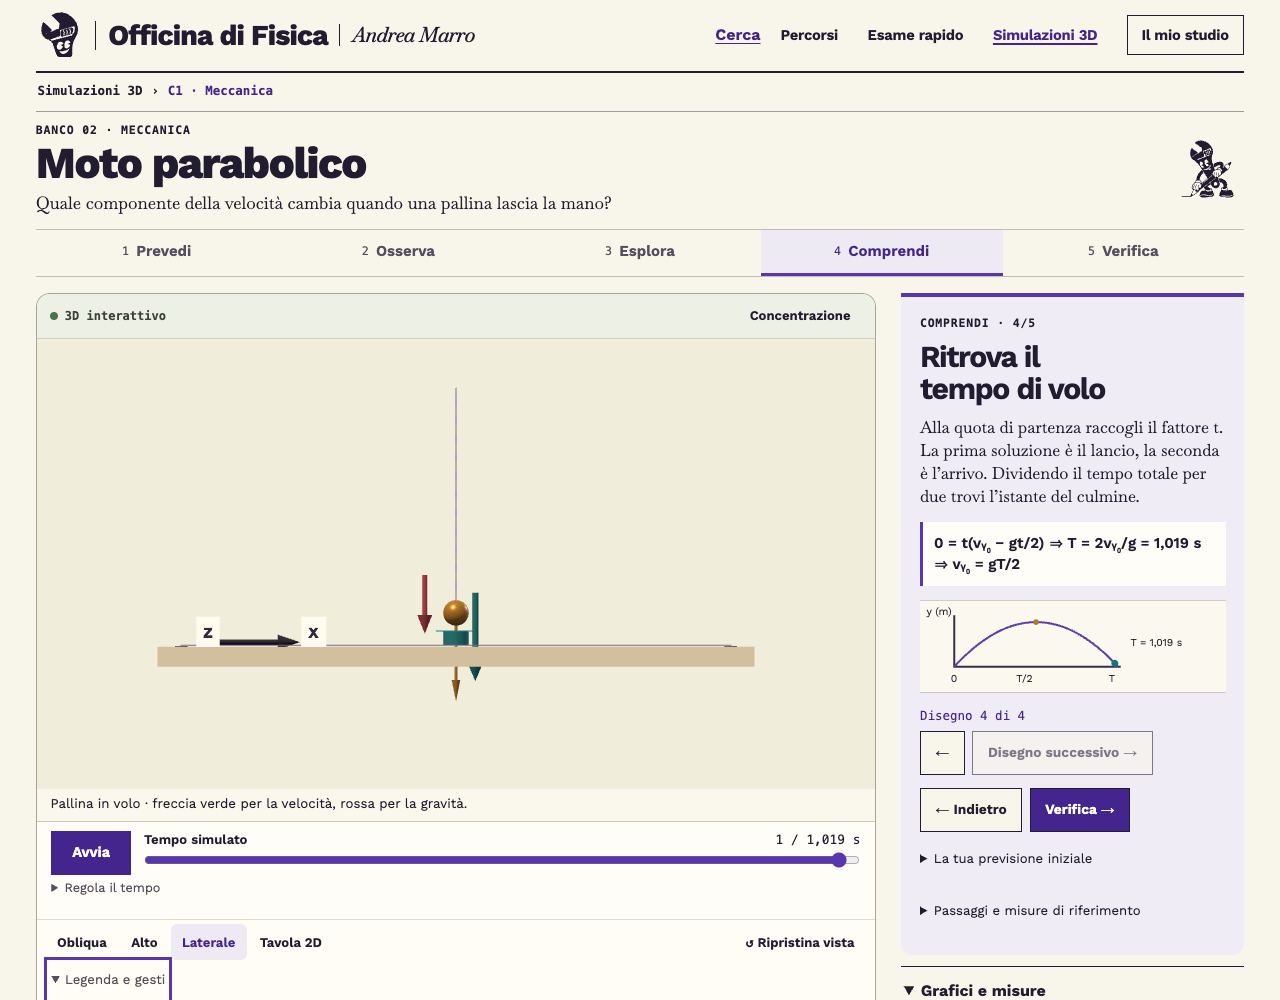 Officina di Fisica
Andrea Marro
Cerca
Percorsi
Esame rapido
Simulazioni 3D
Il mio studio
Simulazioni 3D › C1 · Meccanica
BANCO 02 · MECCANICA
Moto parabolico
Quale componente della velocità cambia quando una pallina lascia la mano?
1 Prevedi
2 Osserva
3 Esplora
4 Comprendi
5 Verifica
3D interattivo
Concentrazione
Z
X
Pallina in volo · freccia verde per la velocità, rossa per la gravità.
Avvia
Tempo simulato
1 / 1,019 s
▶ Regola il tempo
Obliqua
Alto
Laterale
Tavola 2D
↺ Ripristina vista
▼ Legenda e gesti
COMPRENDI · 4/5
Ritrova il
tempo di volo
Alla quota di partenza raccogli il fattore t.
La prima soluzione è il lancio, la seconda
è l’arrivo. Dividendo il tempo totale per
due trovi l’istante del culmine.
0 = t(vY₀ − gt/2) ⇒ T = 2vY₀/g = 1,019 s
⇒ vY₀ = gT/2
y (m)
T = 1,019 s
0
T/2
T
Disegno 4 di 4
←
Disegno successivo →
← Indietro
Verifica →
▶ La tua previsione iniziale
▶ Passaggi e misure di riferimento
▼ Grafici e misure